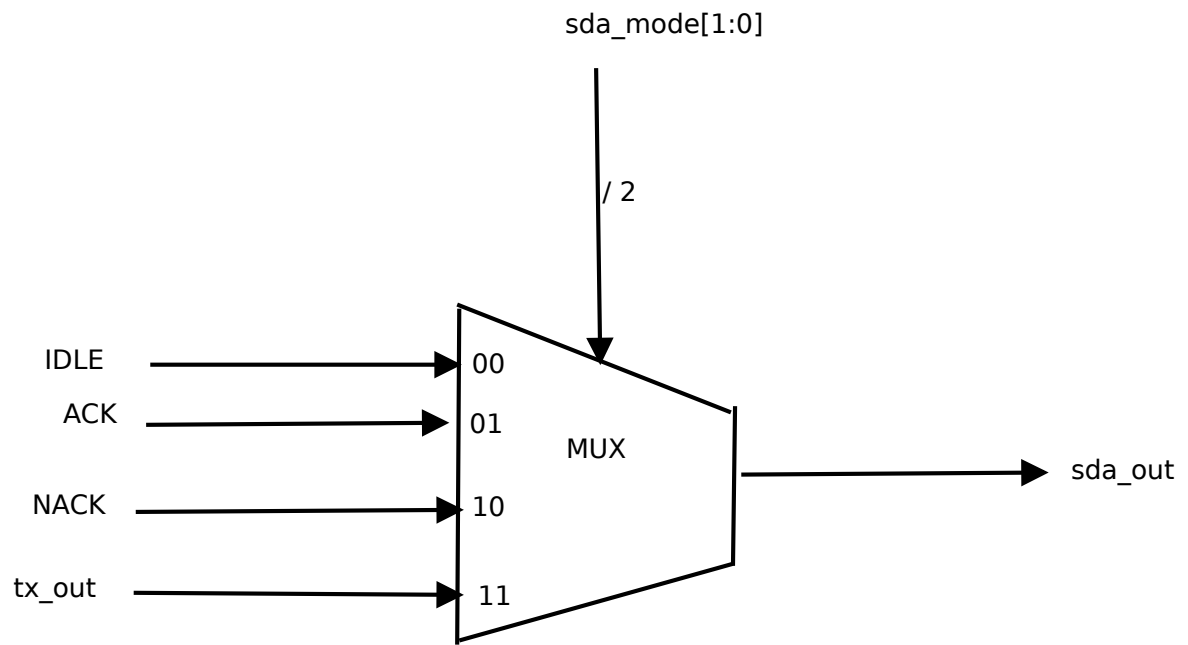 sda_mode[1:0]
/ 2
IDLE
00
ACK
01
MUX
sda_out
NACK
10
tx_out
11